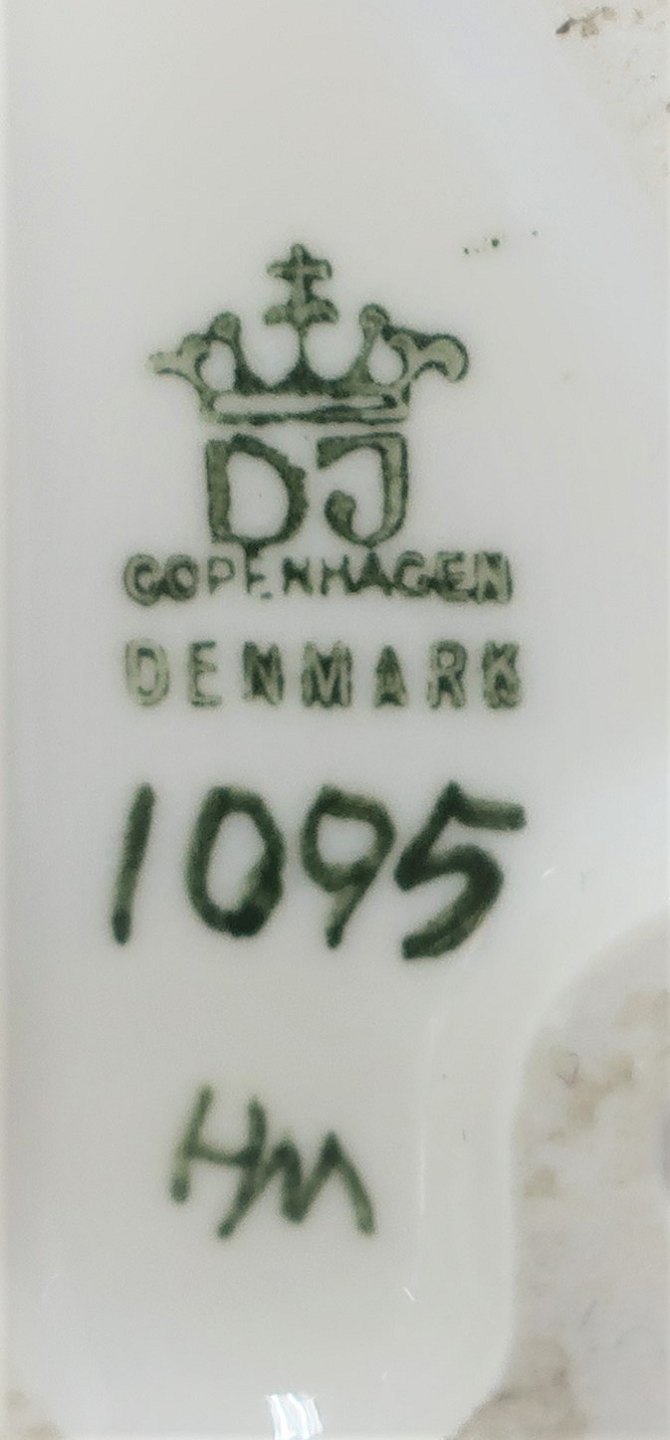 DJ
COPENHAGEN
DENMARK
1095
HM